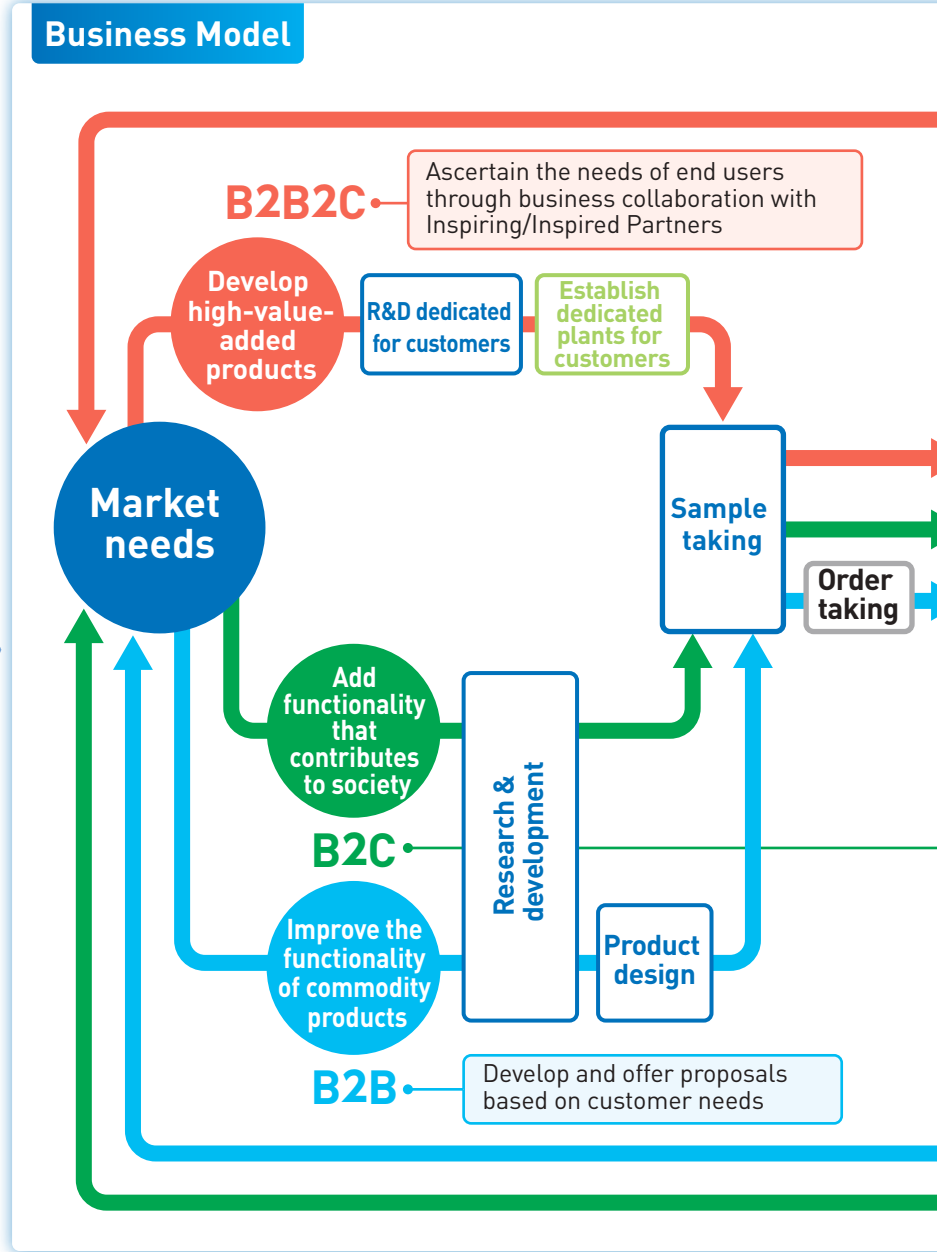 Business Model
B2B2C
Ascertain the needs of end users
through business collaboration with
Inspiring/Inspired Partners
Develop
high-value-
added
products
R&D dedicated
for customers
Establish
dedicated
plants for
customers
Market
needs
Sample
taking
Order
taking
Add
functionality
that
contributes
to society
B2C
Research &
development
Improve the
functionality
of commodity
products
Product
design
B2B
Develop and offer proposals
based on customer needs